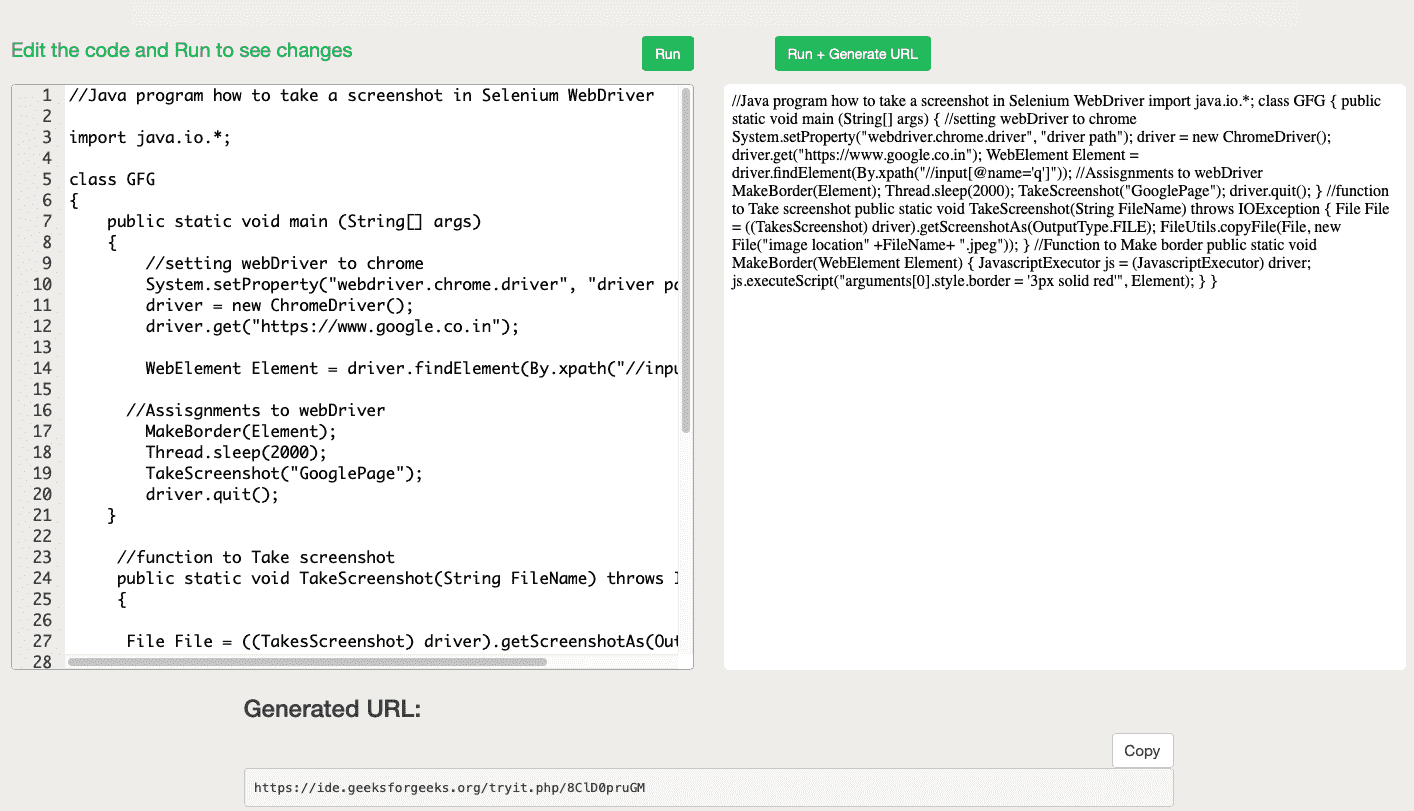 Edit the code and Run to see changes
Run
Run + Generate URL
1 //Java program how to take a screenshot in Selenium WebDriver
2
3 import java.io.*;
4
5 class GFG
6 {
7 public static void main (String[] args)
8 {
9 //setting webDriver to chrome
10 System.setProperty("webdriver.chrome.driver", "driver pa
11 driver = new ChromeDriver();
12 driver.get("https://www.google.co.in");
13
14 WebElement Element = driver.findElement(By.xpath("//inpu
15
16 //Assisgnments to webDriver
17 MakeBorder(Element);
18 Thread.sleep(2000);
19 TakeScreenshot("GooglePage");
20 driver.quit();
21 }
22
23 //function to Take screenshot
24 public static void TakeScreenshot(String FileName) throws I
25 {
26
27 File File = ((TakesScreenshot) driver).getScreenshotAs(Out
28
//Java program how to take a screenshot in Selenium WebDriver import java.io.*; class GFG { public
static void main (String[] args) { //setting webDriver to chrome
System.setProperty("webdriver.chrome.driver", "driver path"); driver = new ChromeDriver();
driver.get("https://www.google.co.in"); WebElement Element =
driver.findElement(By.xpath("//input[@name='q']")); //Assisgnments to webDriver
MakeBorder(Element); Thread.sleep(2000); TakeScreenshot("GooglePage"); driver.quit(); } //function
to Take screenshot public static void TakeScreenshot(String FileName) throws IOException { File File
= ((TakesScreenshot) driver).getScreenshotAs(OutputType.FILE); FileUtils.copyFile(File, new
File("image location" +FileName+ ".jpeg")); } //Function to Make border public static void
MakeBorder(WebElement Element) { JavascriptExecutor js = (JavascriptExecutor) driver;
js.executeScript("arguments[0].style.border = '3px solid red'", Element); } }
Generated URL:
Copy
https://ide.geeksforgeeks.org/tryit.php/8ClD0pruGM